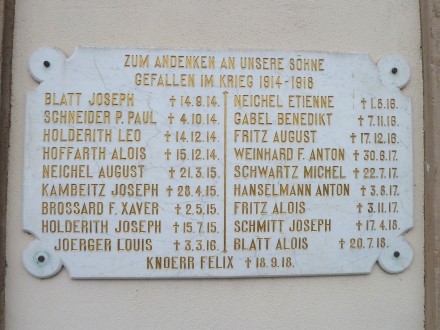 ZUM ANDENKEN AN UNSERE SÖHNE
GEFALLEN IM KRIEG 1914-1918
BLATT JOSEPH †14.9.14.
SCHNEIDER P. PAUL †4.10.14.
HOLDERITH LEO †14.12.14.
HOFFARTH ALOIS †15.12.14.
NEICHEL AUGUST †21.3.15.
KAMBEITZ JOSEPH †28.4.15.
BROSSARD F. XAVER †2.5.15.
HOLDERITH JOSEPH †15.7.15.
JOERGER LOUIS †3.3.16.
NEICHEL ETIENNE †1.6.16.
GABEL BENEDIKT †7.11.16.
FRITZ AUGUST †17.12.16.
WEINHARD F. ANTON †30.6.17.
SCHWARTZ MICHEL †22.7.17.
HANSELMANN ANTON †3.8.17.
FRITZ ALOIS †3.11.17.
SCHMITT JOSEPH †17.4.18.
BLATT ALOIS †20.7.18.
KNOERR FELIX †18.9.18.